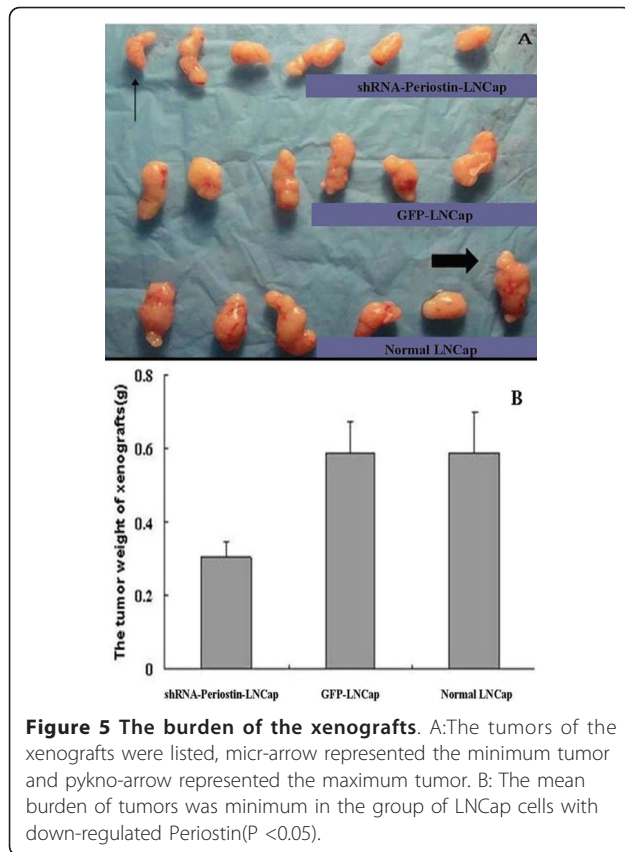 A
shRNA-Periostin-LNCap
GFP-LNCap
Normal LNCap
0.8
B
0.6
0.4
0.2
0
The tumor weight of xenografts(g)
shRNA-Periostin-LNCap GFP-LNCap Normal LNCap
Figure 5 The burden of the xenografts. A:The tumors of the
xenografts were listed, micr-arrow represented the minimum tumor
and pykno-arrow represented the maximum tumor. B: The mean
burden of tumors was minimum in the group of LNCap cells with
down-regulated Periostin(P <0.05).